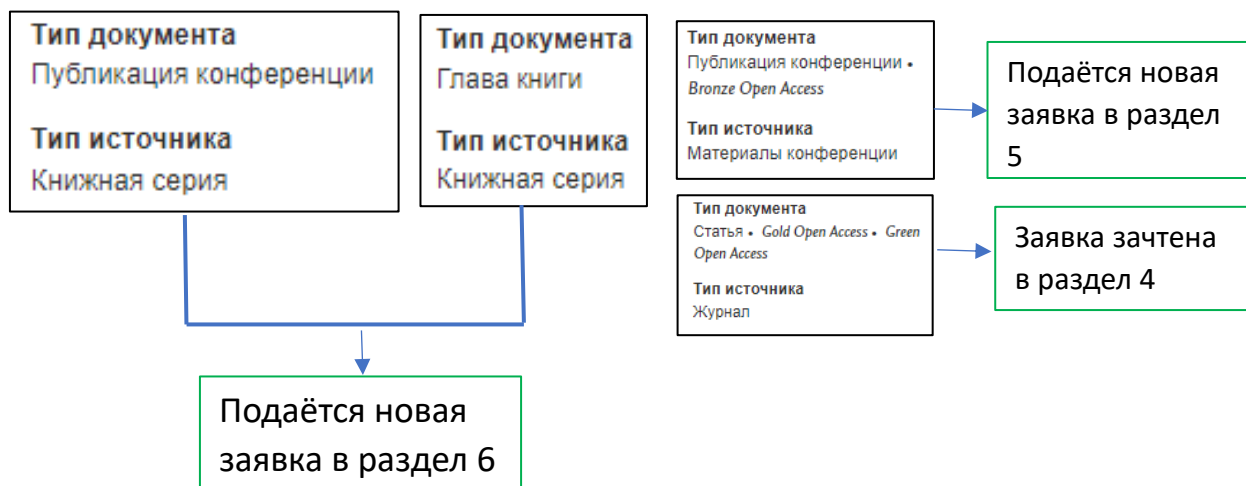 Тип документа
Публикация конференции
Тип источника
Книжная серия
Тип документа
Глава книги
Тип источника
Книжная серия
Тип документа
Публикация конференции •
Bronze Open Access
Тип источника
Материалы конференции
Подаётся новая
заявка в раздел
5
Тип документа
Статья • Gold Open Access • Green
Open Access
Тип источника
Журнал
Заявка зачтена
в раздел 4
Подаётся новая
заявка в раздел 6